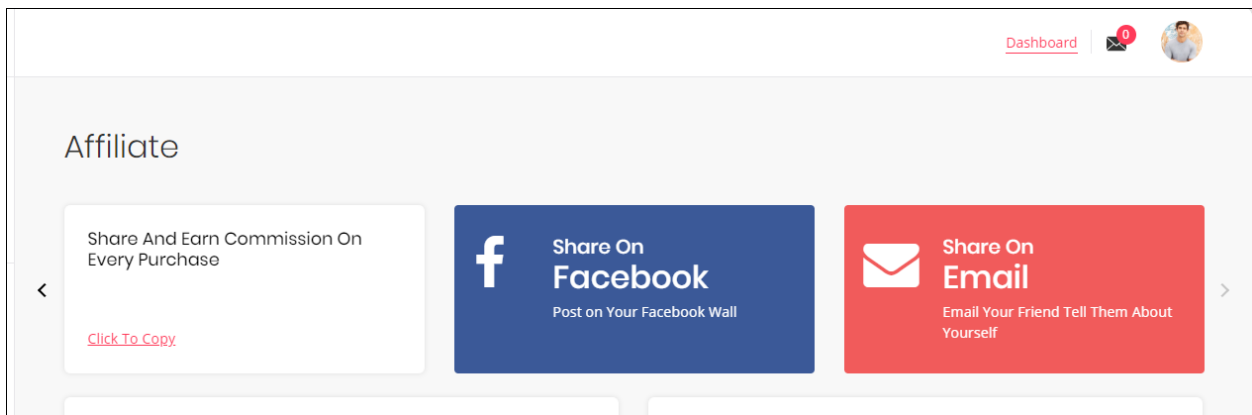 Dashboard
0
Affiliate
Share And Earn Commission On
Every Purchase
Click To Copy
Share On
Facebook
Post on Your Facebook Wall
Share On
Email
Email Your Friend Tell Them About
Yourself